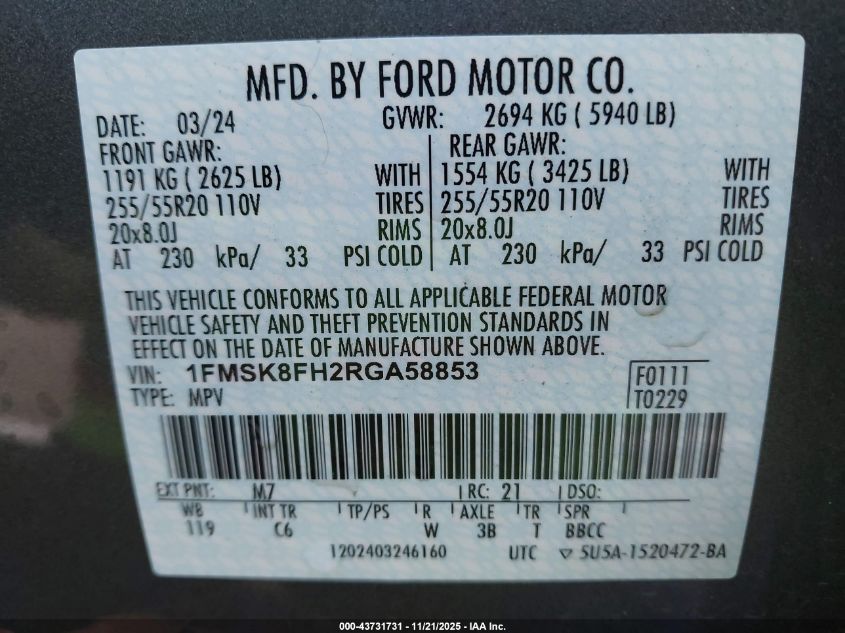 MFD. BY FORD MOTOR CO.
DATE: 03/24 GVWR: 2694 KG ( 5940 LB)
FRONT GAWR: REAR GAWR:
1191 KG ( 2625 LB) WITH 1554 KG ( 3425 LB) WITH
255/55R20 110V TIRES 255/55R20 110V TIRES
20x8.0J RIMS 20x8.0J RIMS
AT 230 kPa/ 33 PSI COLD AT 230 kPa/ 33 PSI COLD
THIS VEHICLE CONFORMS TO ALL APPLICABLE FEDERAL MOTOR
VEHICLE SAFETY AND THEFT PREVENTION STANDARDS IN
EFFECT ON THE DATE OF MANUFACTURE SHOWN ABOVE.
VIN: 1FMSK8FH2RGA58853 F0111
TYPE: MPV T0229
EXT PNT: M7 RC: 21 DSO:
WB INT TR TP/PS R AXLE TR SPR
119 C6 W 3B T BBCC
1202403246160 UTC ▽ 5U5A-1520472-BA
000-43731731 - 11/21/2025 - IAA Inc.